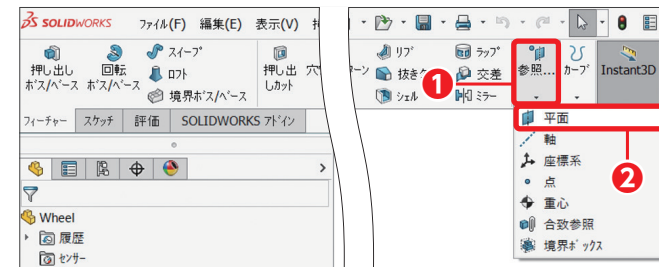 SOLIDWORKS ファイル(F) 編集(E) 表示(V)
押し出し ボス/ベース
回転 ボス/ベース
スイープ
ロフト
境界ボス/ベース
押し出 しカット
フィーチャー スケッチ 評価 SOLIDWORKS アドイン
Wheel
履歴
センサー
リブ ラップ
抜き 交差
シェル ミラー
参照... カーブ Instant3D
1
平面
軸
座標系
点
重心
合致参照
境界ボックス
2